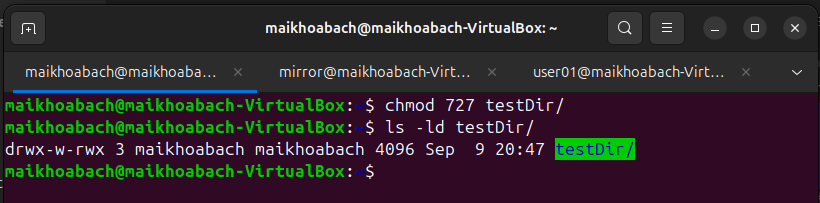 maikhoabach@maikhoabach-VirtualBox: ~
maikhoabach@maikhoaba... mirror@maikhoabach-Virt... user01@maikhoabach-Virt...
maikhoabach@maikhoabach-VirtualBox:~$ chmod 727 testDir/
maikhoabach@maikhoabach-VirtualBox:~$ ls -ld testDir/
drwx-w-rwx 3 maikhoabach maikhoabach 4096 Sep  9 20:47 testDir/
maikhoabach@maikhoabach-VirtualBox:~$